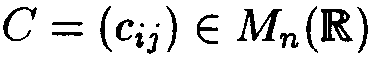 C = (c_{ij}) ∈ M_n(ℝ)